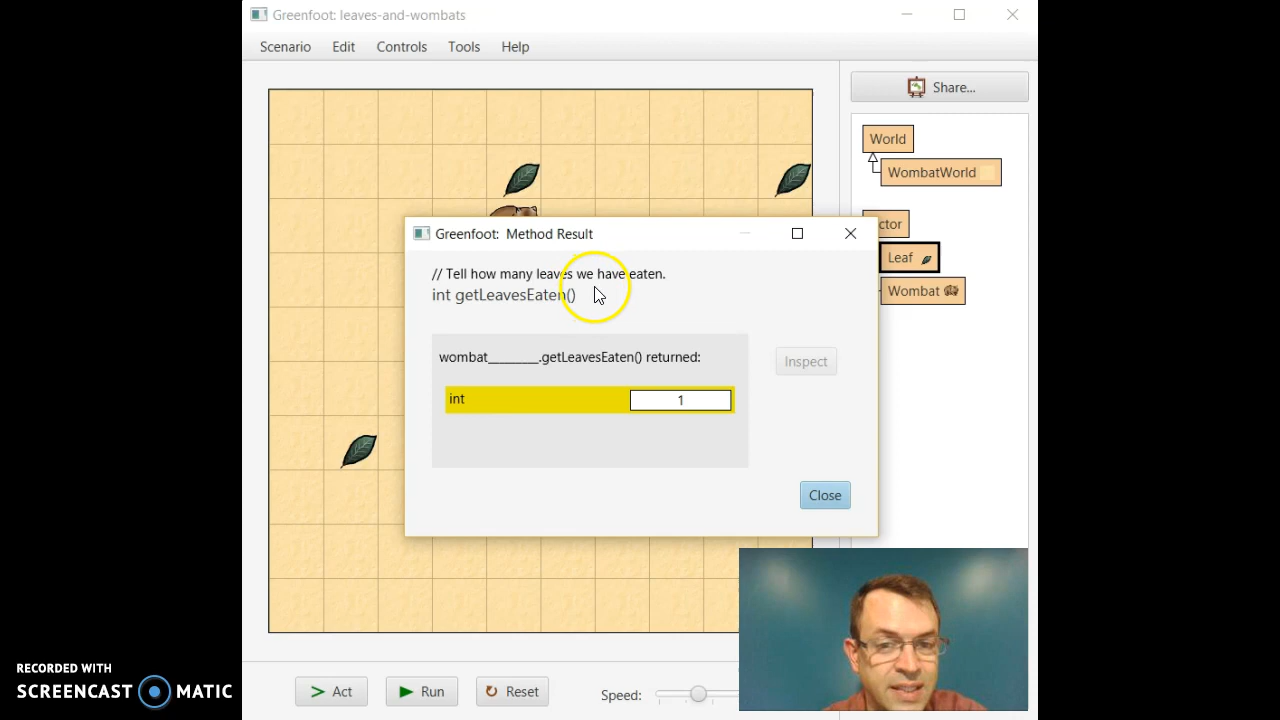 Greenfoot: leaves-and-wombats
Scenario Edit Controls Tools Help
Share...
World
WombatWorld
ctor
Leaf
Wombat
Greenfoot: Method Result
// Tell how many leaves we have eaten.
int getLeavesEaten()
wombat________.getLeavesEaten() returned:
Inspect
int 1
Close
RECORDED WITH
SCREENCAST MATIC
Act Run Reset Speed: